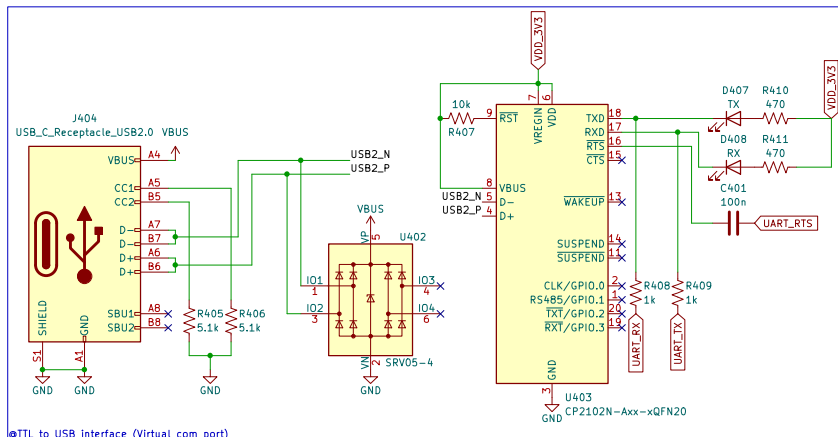 J404
USB_C_Receptacle_USB2.0
VBUS
VBUS
A4
CC1
A5
CC2
B5
D-
A7
D-
B7
D+
A6
D+
B6
SBU1
A8
SBU2
B8
SHIELD
GND
S1
A1
GND
GND
R405
5.1k
R406
5.1k
GND
USB2_N
USB2_P
VBUS
U402
VP
5
IO1
1
IO2
3
IO3
4
IO4
6
VN
2
SRV05-4
GND
VDD_3V3
10k
R407
9
RST
7
VREGIN
6
VDD
8
VBUS
USB2_N
5
D-
USB2_P
4
D+
TXD
18
RXD
17
RTS
16
CTS
15
WAKEUP
13
SUSPEND
14
SUSPEND
11
CLK/GPIO.0
2
RS485/GPIO.1
1
TXT/GPIO.2
20
RXT/GPIO.3
19
GND
3
GND
U403
CP2102N-Axx-xQFN20
D407
TX
R410
470
D408
RX
R411
470
VDD_3V3
C401
100n
UART_RTS
R408
1k
R409
1k
UART_RX
UART_TX
@TTL to USB interface (Virtual com port)